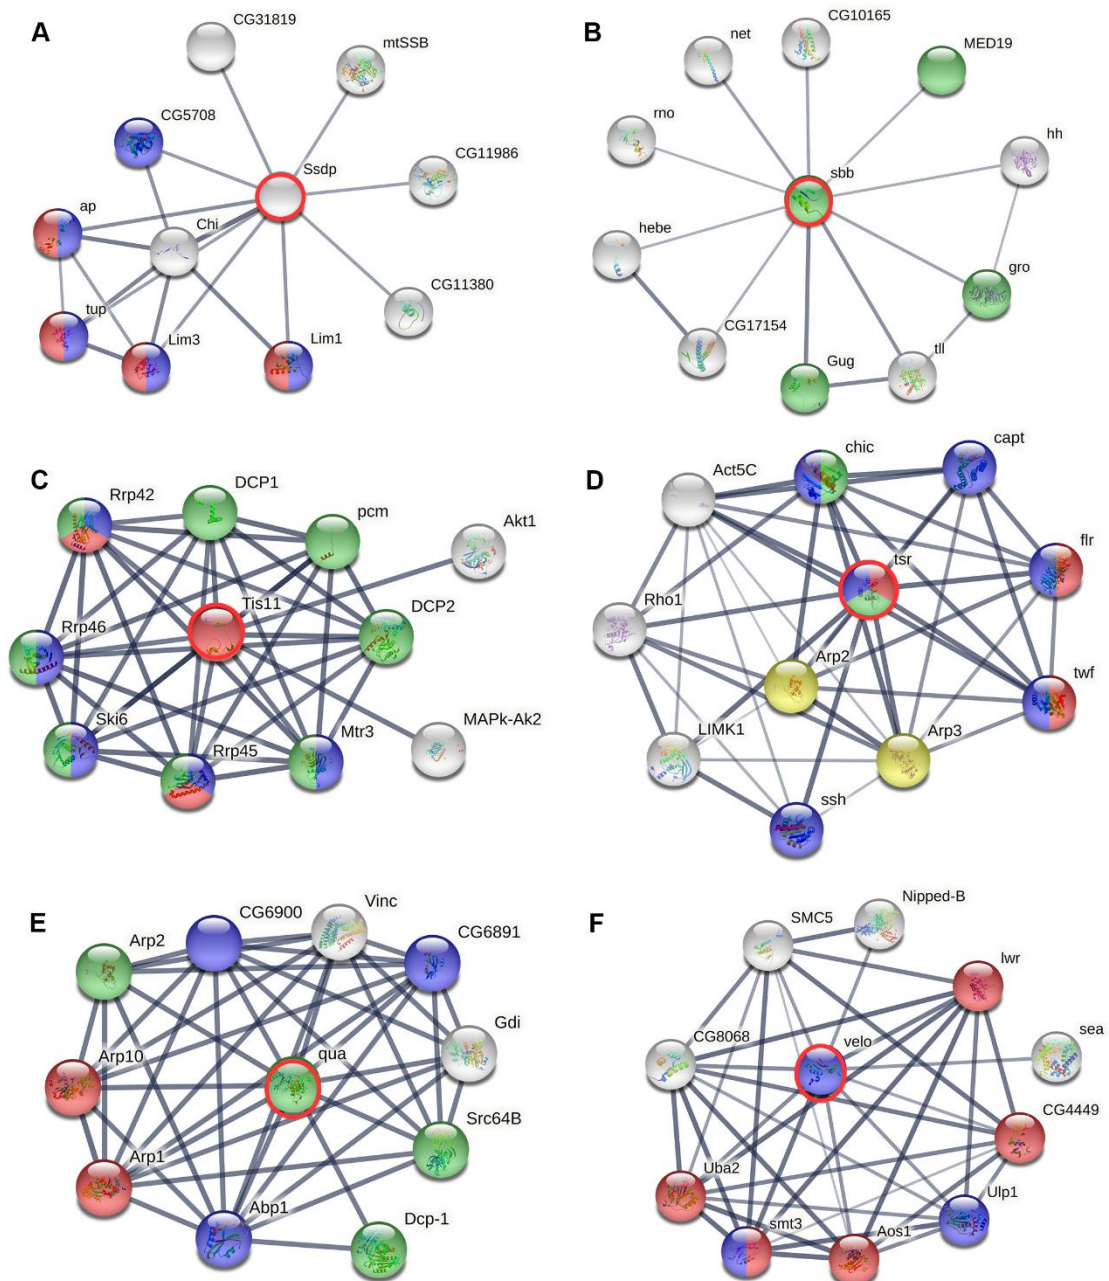 A
CG31819
mtSSB
CG5708
Ssdp
CG11986
ap
Chi
CG11380
tup
Lim3
Lim1
B
CG10165
net
MED19
rno
hh
sbb
hebe
gro
CG17154
tll
Gug
C
Rrp42
DCP1
pcm
Akt1
Tis11
DCP2
Rrp46
Ski6
Rrp45
Mtr3
MAPk-Ak2
D
Act5C
chic
capt
flr
tsr
Rho1
Arp2
twf
LIMK1
Arp3
ssh
E
CG6900
Vinc
Arp2
CG6891
Gdi
Arp10
qua
Src64B
Arp1
Abp1
Dcp-1
F
SMC5
Nipped-B
lwr
CG8068
velo
sea
CG4449
Uba2
Ulp1
smt3
Aos1